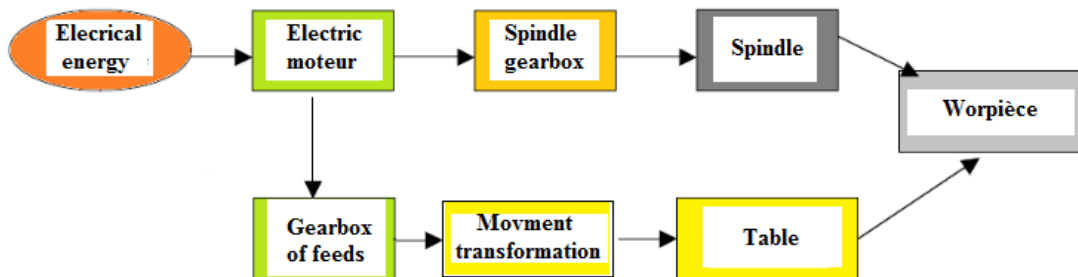 Elecrical
energy
Electric
moteur
Spindle
gearbox
Spindle
Worpièce
Gearbox
of feeds
Movment
transformation
Table